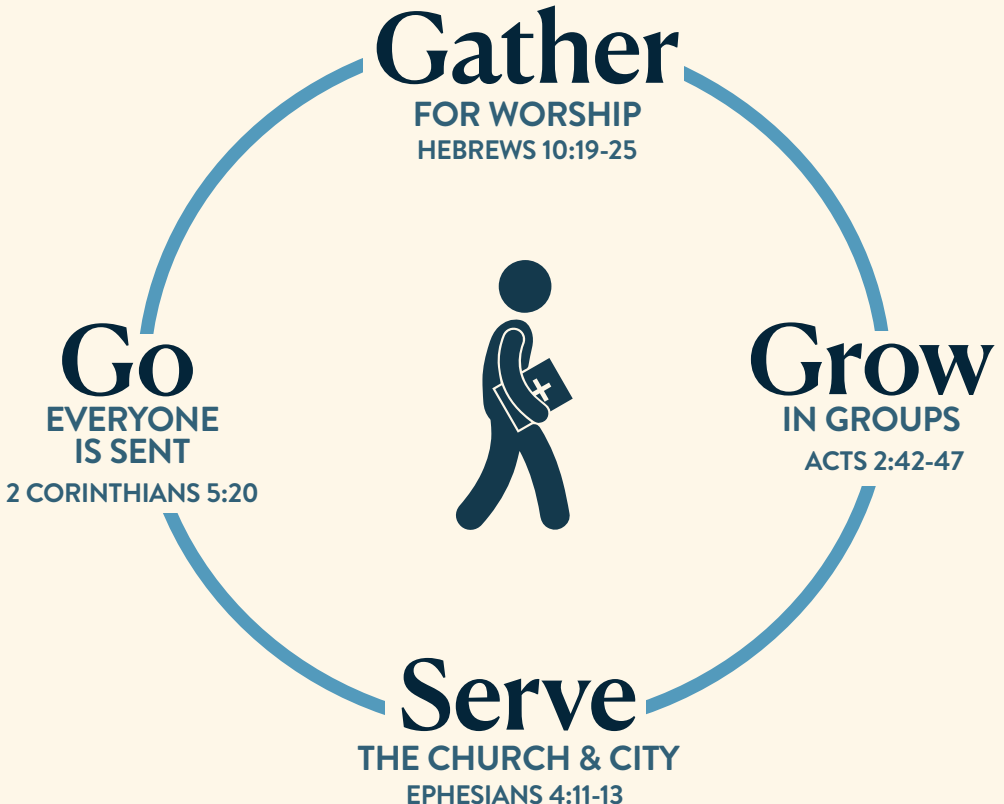 Gather
FOR WORSHIP
HEBREWS 10:19-25
Go
EVERYONE
IS SENT
2 CORINTHIANS 5:20
Grow
IN GROUPS
ACTS 2:42-47
Serve
THE CHURCH & CITY
EPHESIANS 4:11-13